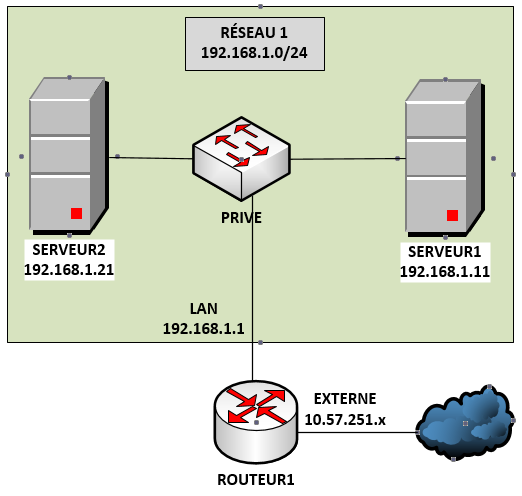 RÉSEAU 1
192.168.1.0/24
PRIVE
SERVEUR2
192.168.1.21
SERVEUR1
192.168.1.11
LAN
192.168.1.1
EXTERNE
10.57.251.x
ROUTEUR1